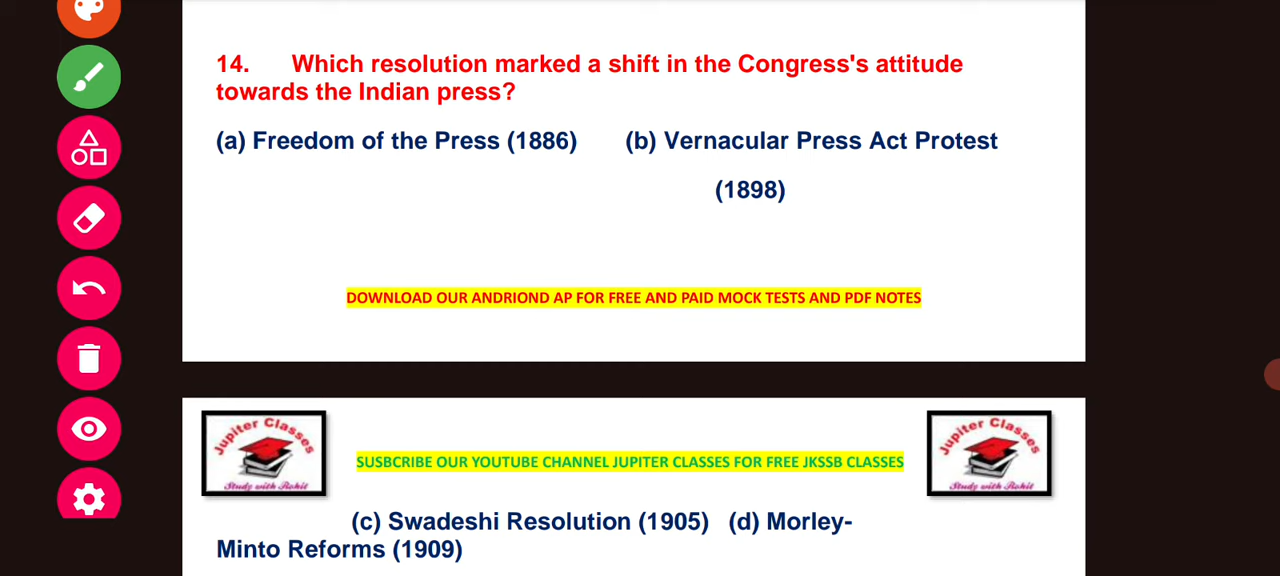 14. Which resolution marked a shift in the Congress's attitude
towards the Indian press?
(a) Freedom of the Press (1886) (b) Vernacular Press Act Protest
(1898)
DOWNLOAD OUR ANDRIOND AP FOR FREE AND PAID MOCK TESTS AND PDF NOTES
Jupiter Classes
Study with Rohit
SUSBCRIBE OUR YOUTUBE CHANNEL JUPITER CLASSES FOR FREE JKSSB CLASSES
Jupiter Classes
Study with Rohit
(c) Swadeshi Resolution (1905) (d) Morley-
Minto Reforms (1909)